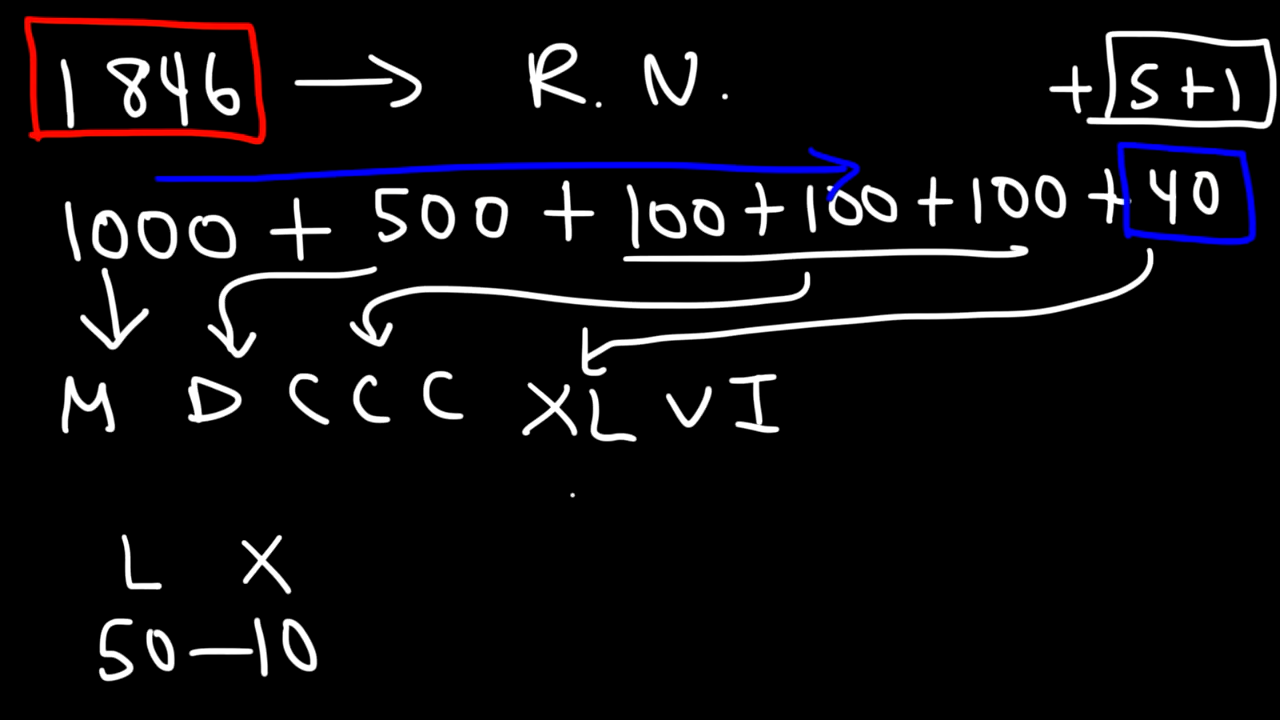 1846 → R. N.
+ 5 + 1
1000 + 500 + 100 + 100 + 100 + 40
M D C C C XL V I
L X
50 — 10